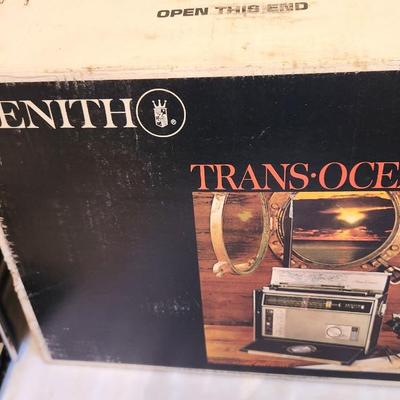 OPEN THIS END
ENITH
TRANS·OCE